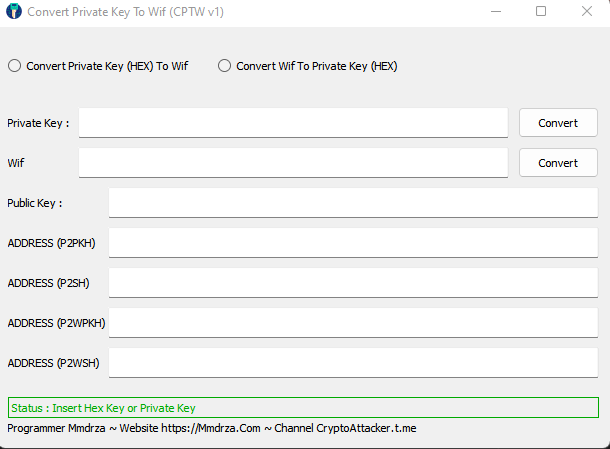 Convert Private Key To Wif (CPTW v1)
Convert Private Key (HEX) To Wif Convert Wif To Private Key (HEX)
Private Key : Convert
Wif Convert
Public Key :
ADDRESS (P2PKH)
ADDRESS (P2SH)
ADDRESS (P2WPKH)
ADDRESS (P2WSH)
Status : Insert Hex Key or Private Key
Programmer Mmdrza ~ Website https://Mmdrza.Com ~ Channel CryptoAttacker.t.me